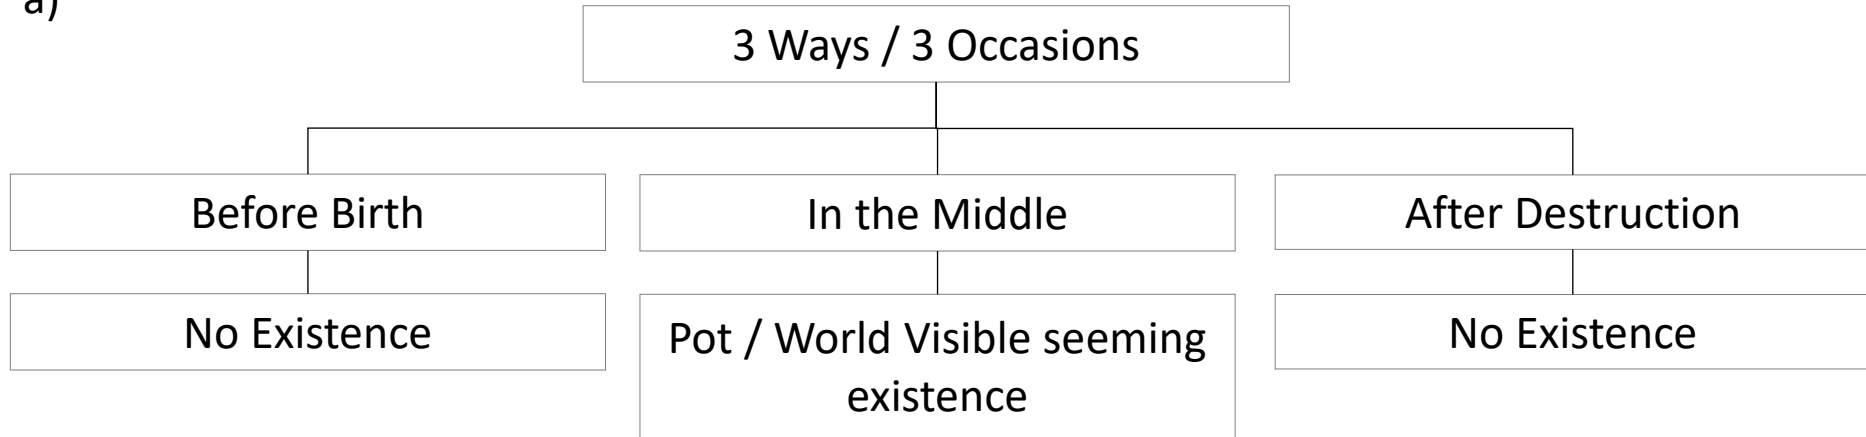 a)
3 Ways / 3 Occasions
Before Birth
In the Middle
After Destruction
No Existence
Pot / World Visible seeming
existence
No Existence